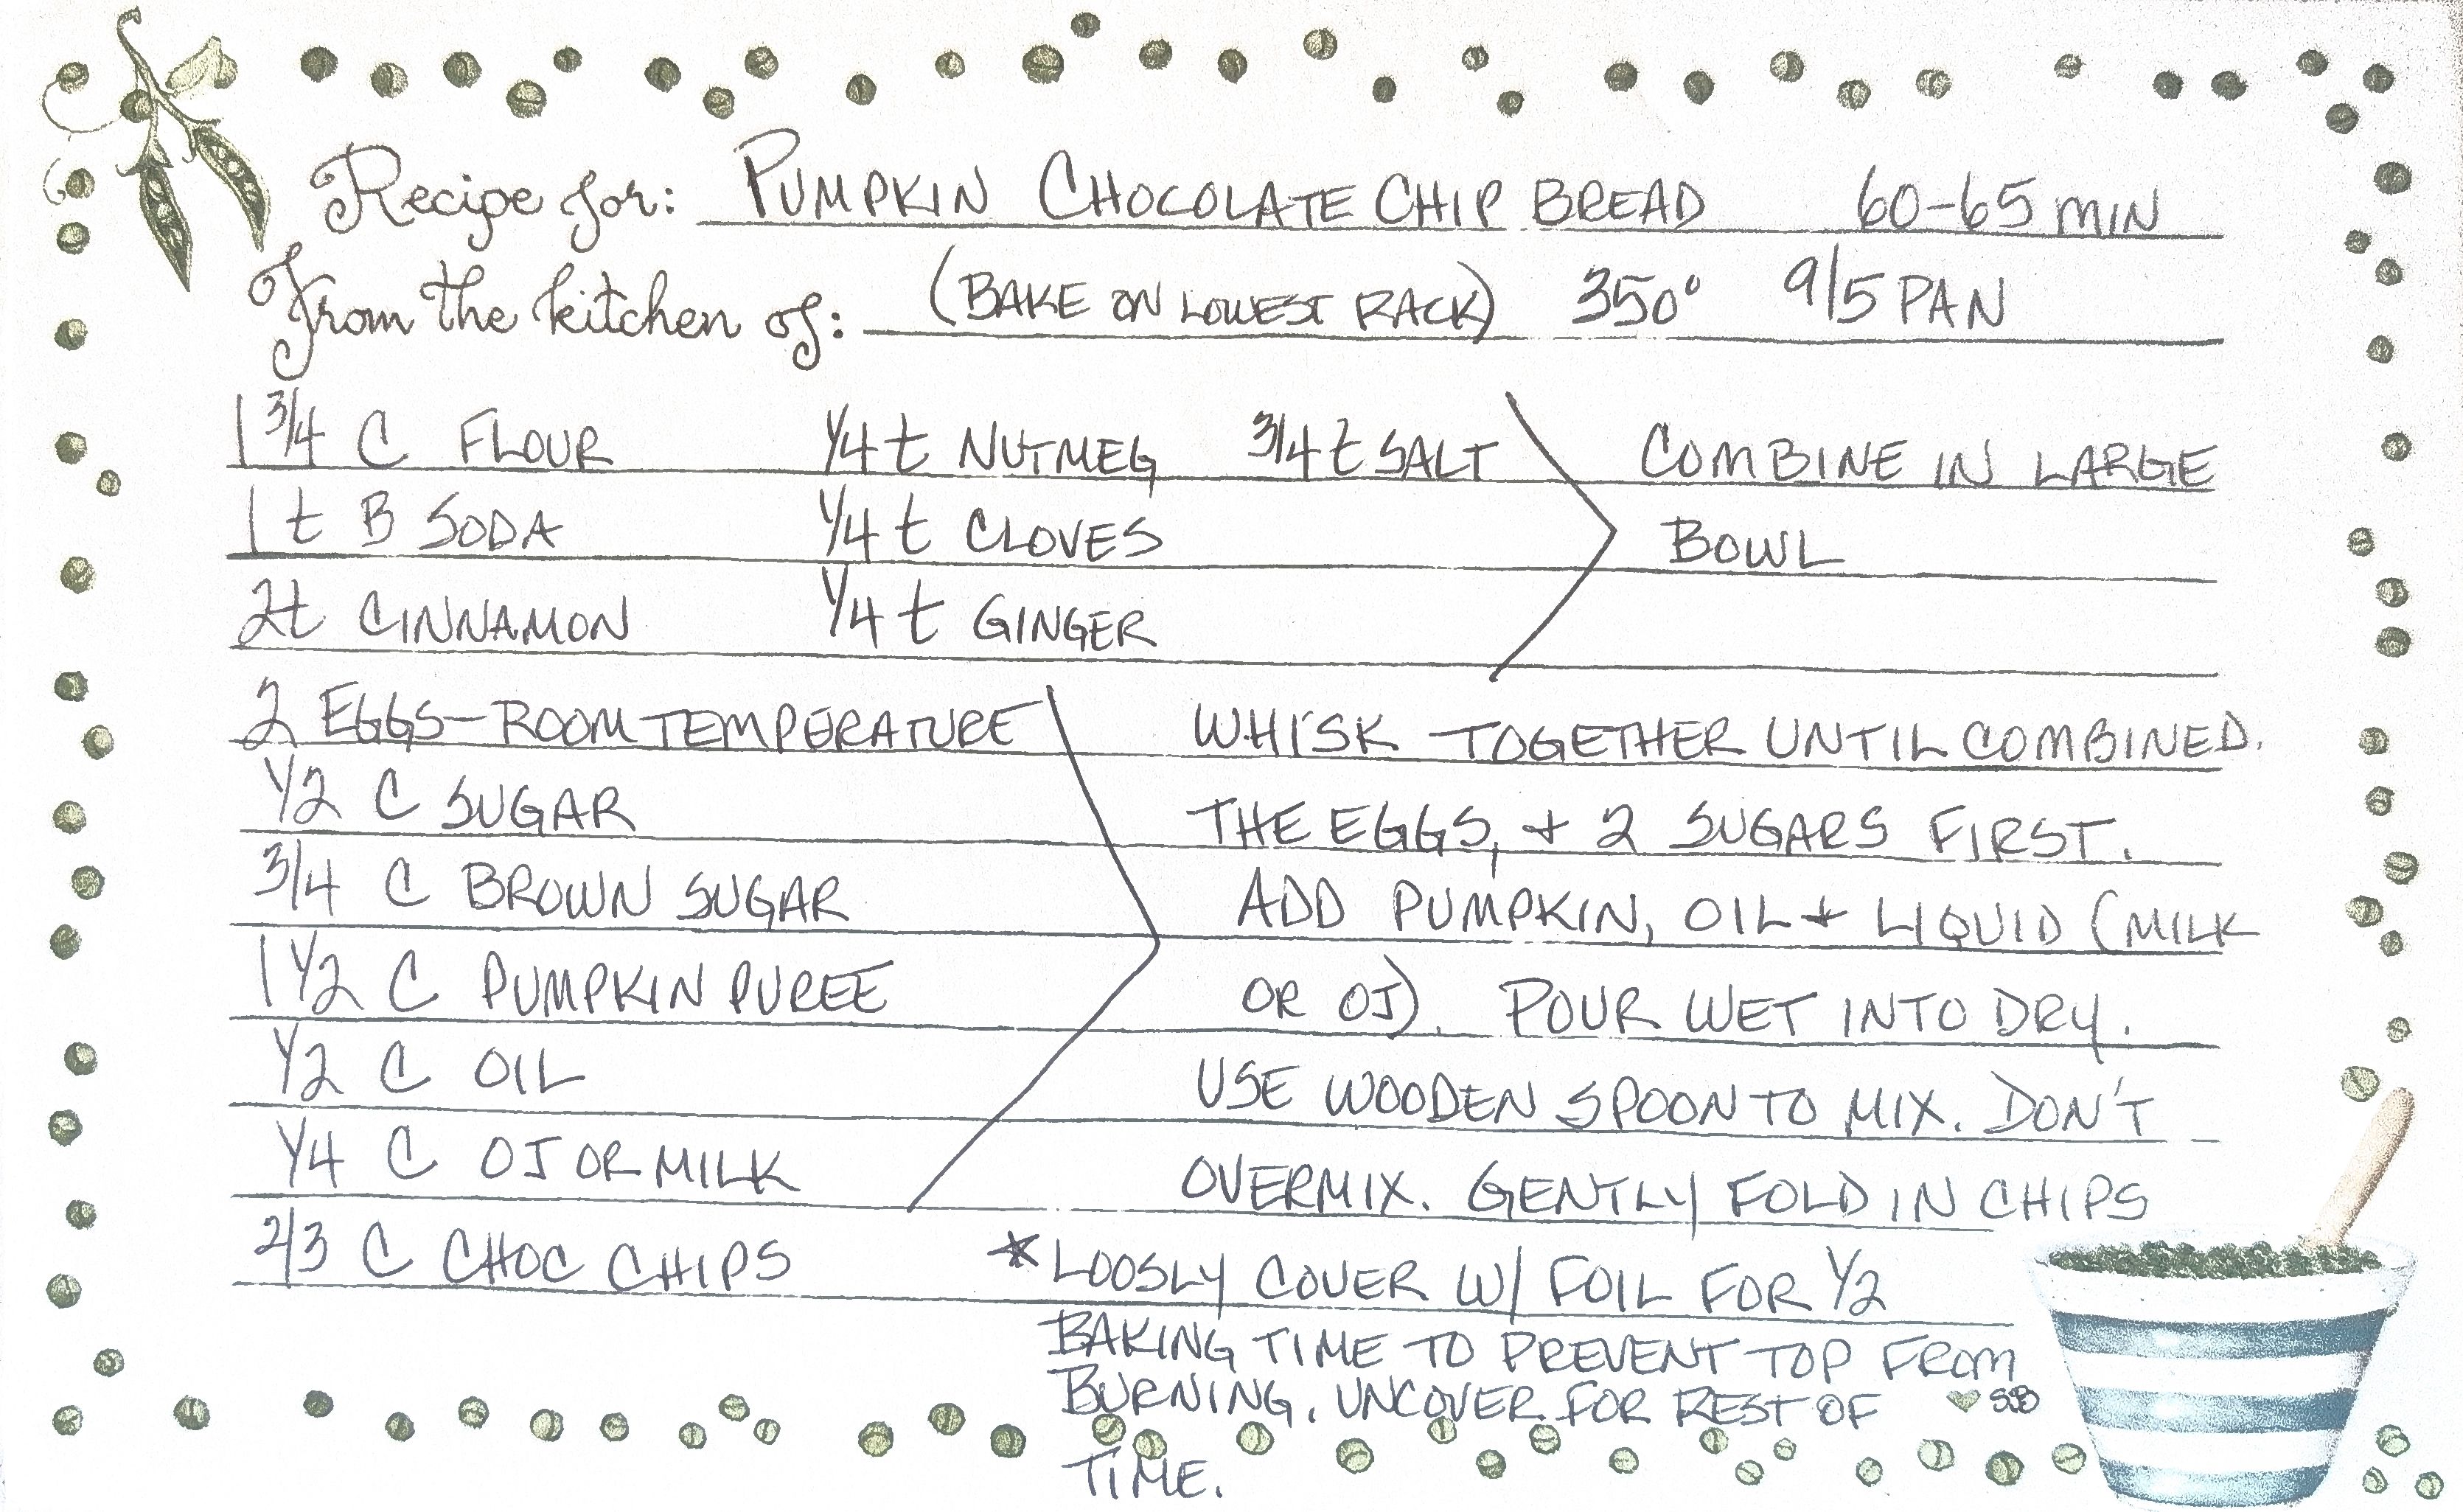 Recipe for: PUMPKIN CHOCOLATE CHIP BREAD 60-65 MIN
From the kitchen of: (BAKE ON LOWEST RACK) 350° 9/5 PAN
1 3/4 C FLOUR 1/4 t NUTMEG 3/4 t SALT COMBINE IN LARGE
1 t B SODA 1/4 t CLOVES BOWL
2t CINNAMON 1/4 t GINGER
2 EGGS-ROOM TEMPERATURE WHISK TOGETHER UNTIL COMBINED.
1/2 C SUGAR THE EGGS, + 2 SUGARS FIRST.
3/4 C BROWN SUGAR ADD PUMPKIN, OIL + LIQUID (MILK
1 1/2 C PUMPKIN PUREE OR OJ). POUR WET INTO DRY.
1/2 C OIL USE WOODEN SPOON TO MIX. DON'T
1/4 C OJ OR MILK OVERMIX. GENTLY FOLD IN CHIPS
2/3 C CHOC CHIPS *LOOSLY COVER W/ FOIL FOR 1/2
BAKING TIME TO PREVENT TOP FROM
BURNING. UNCOVER FOR REST OF
TIME.
♥ SB